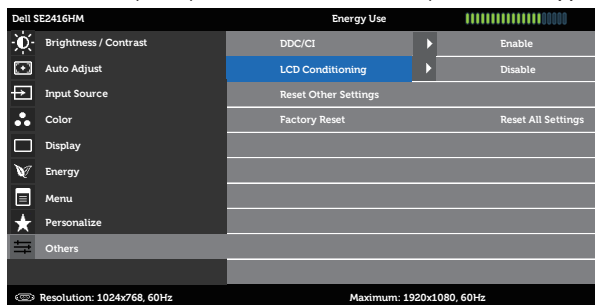 Dell SE2416HM Energy Use
Brightness / Contrast DDC/CI Enable
Auto Adjust LCD Conditioning Disable
Input Source Reset Other Settings
Color Factory Reset Reset All Settings
Display
Energy
Menu
Personalize
Others
Resolution: 1024x768, 60Hz Maximum: 1920x1080, 60Hz